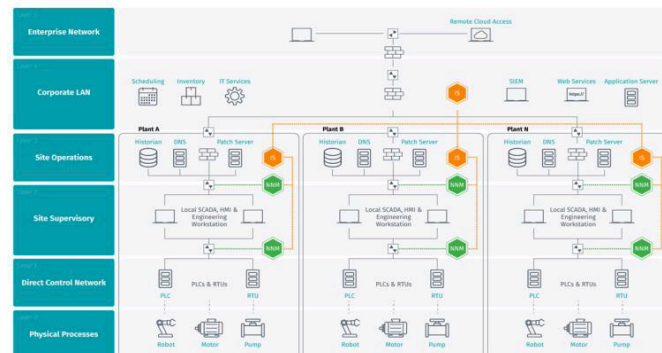 Enterprise Network
Remote Cloud Access
Corporate LAN
Scheduling
Inventory
IT Services
IS
SIEM
Web Services
Application Server
https://
Plant A
Plant B
Plant N
Site Operations
Historian
DNS
Patch Server
IS
Historian
DNS
Patch Server
IS
Historian
DNS
Patch Server
IS
NNM
NNM
NNM
Site Supervisory
Local SCADA, HMI &
Engineering
Workstation
Local SCADA, HMI &
Engineering
Workstation
Local SCADA, HMI &
Engineering
Workstation
NNM
NNM
NNM
Direct Control Network
PLCs & RTUs
PLC
RTU
PLCs & RTUs
PLC
RTU
PLCs & RTUs
PLC
RTU
Physical Processes
Robot
Motor
Pump
Robot
Motor
Pump
Robot
Motor
Pump